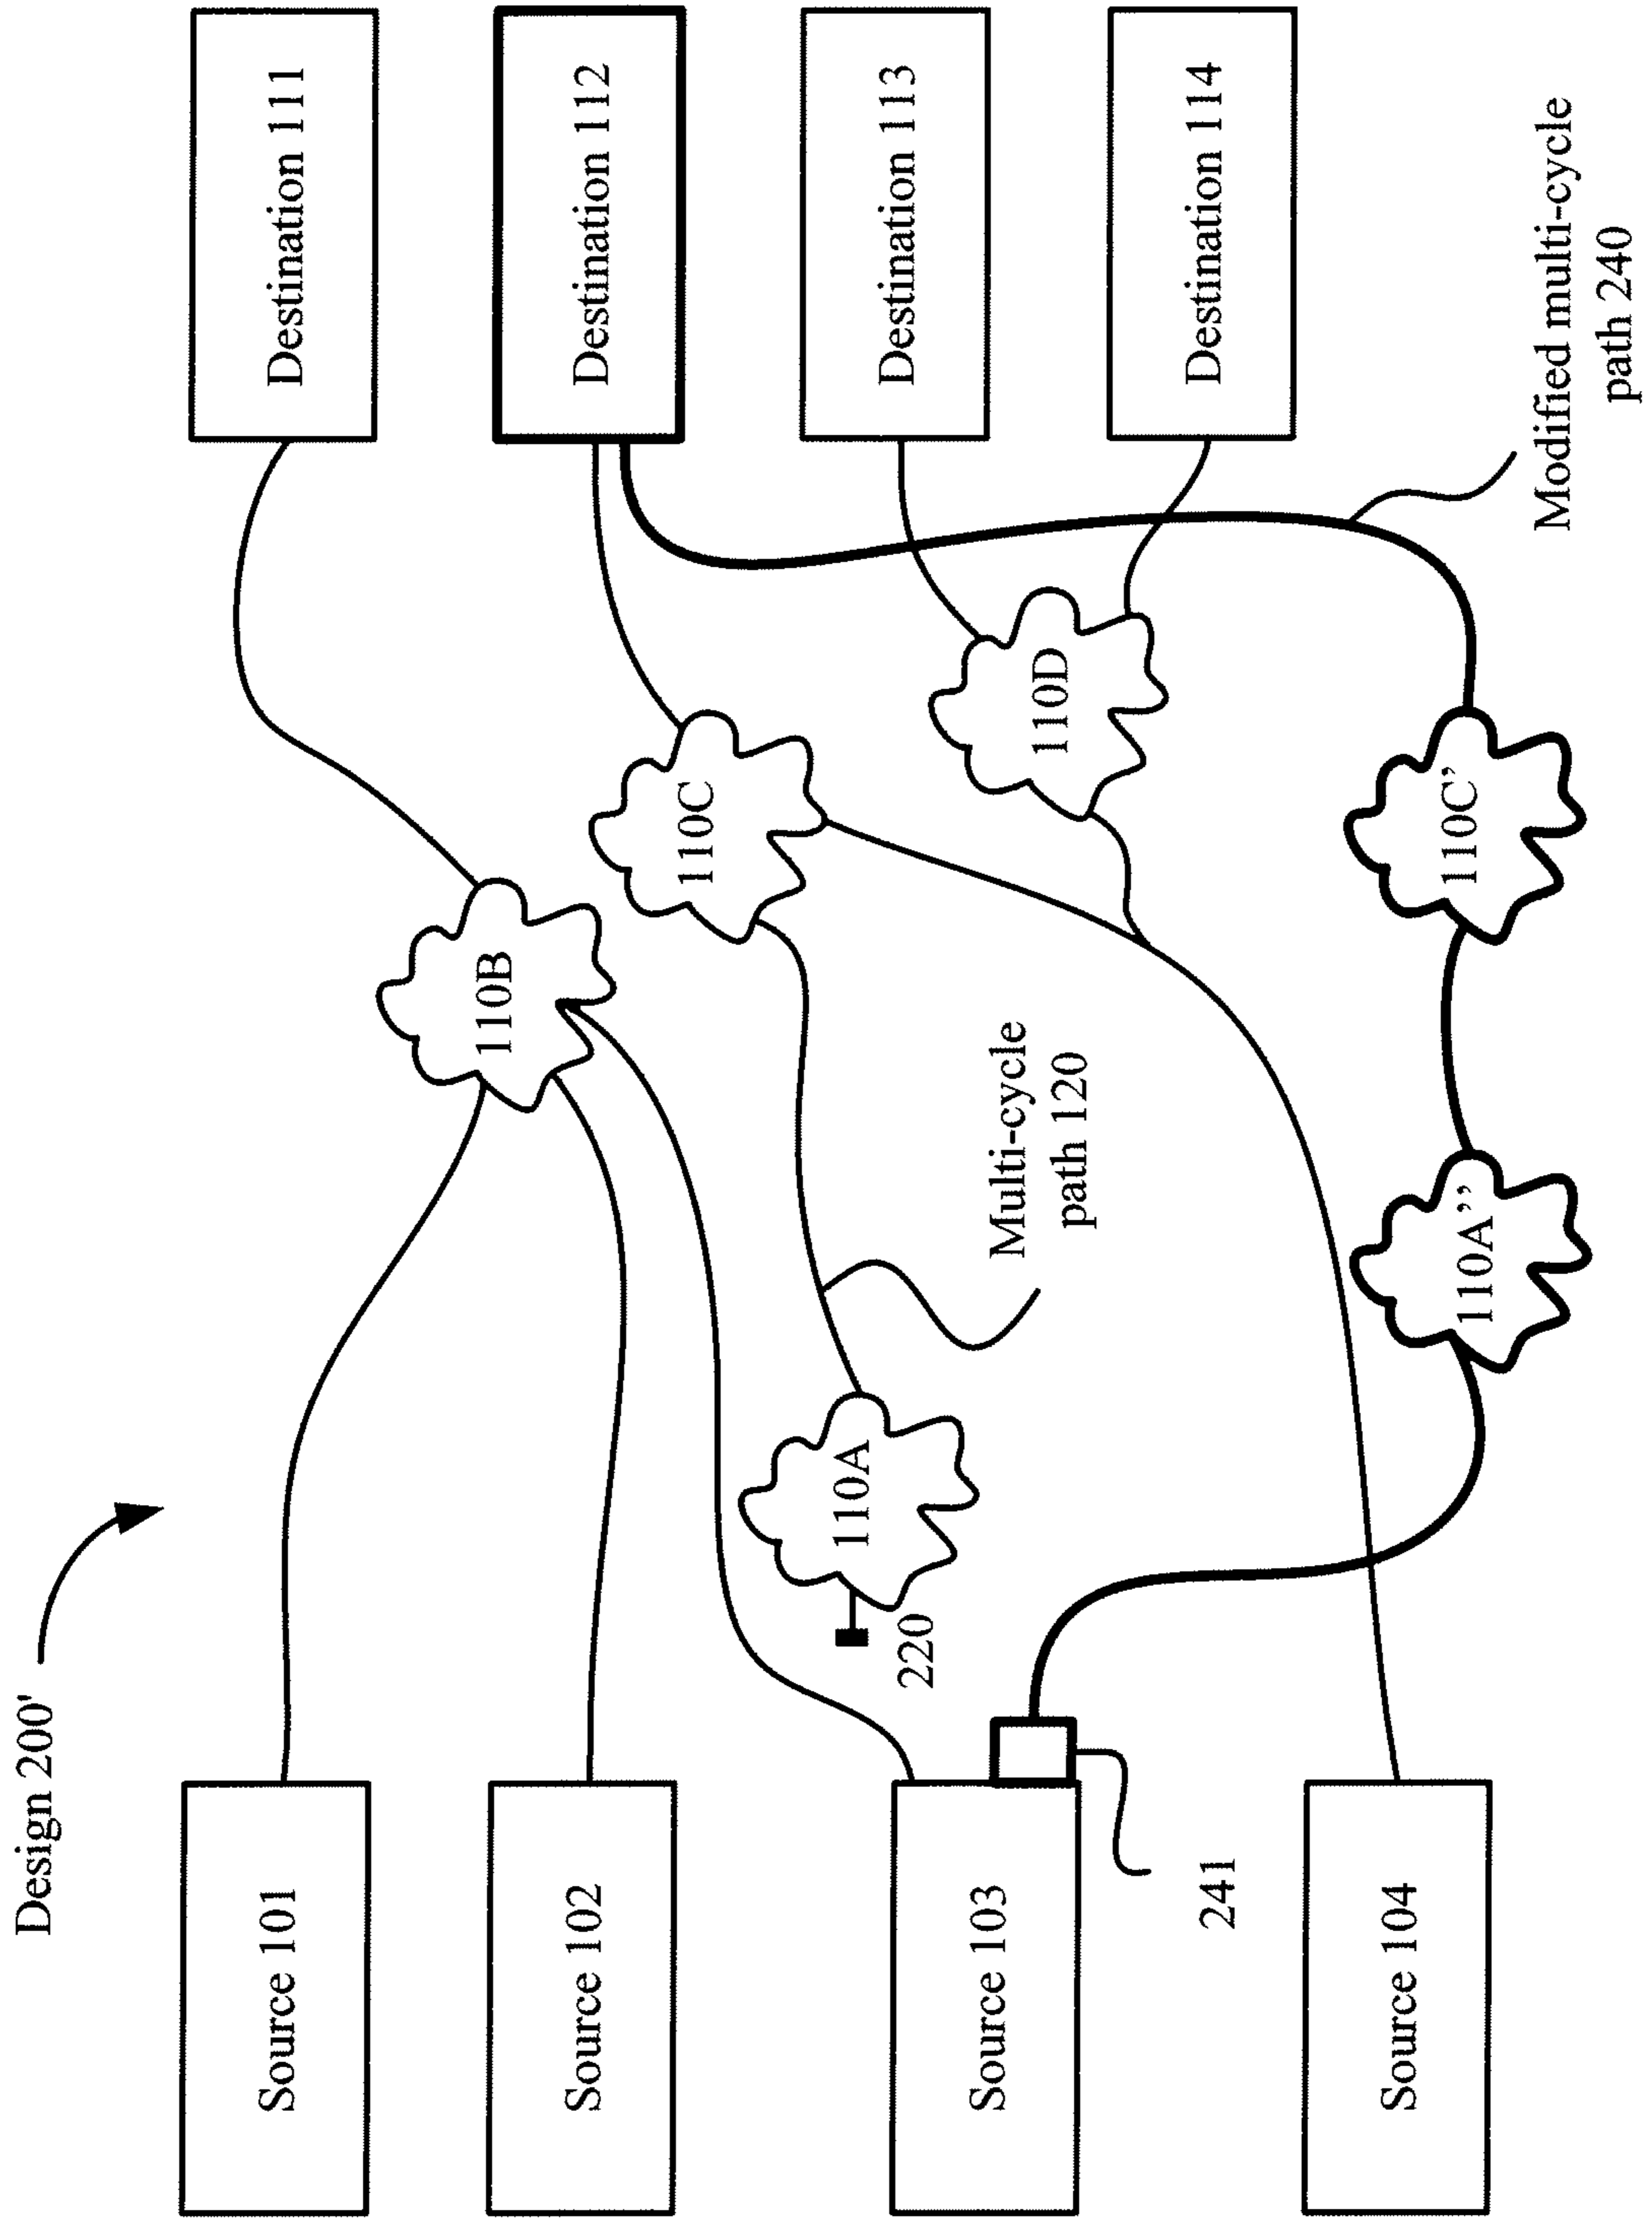 Design 200'
Source 101
Source 102
Source 103
Source 104
241
220
110A
110B
110C
110D
110A’’
110C’
Multi-cycle
path 120
Destination 111
Destination 112
Destination 113
Destination 114
Modified multi-cycle
path 240